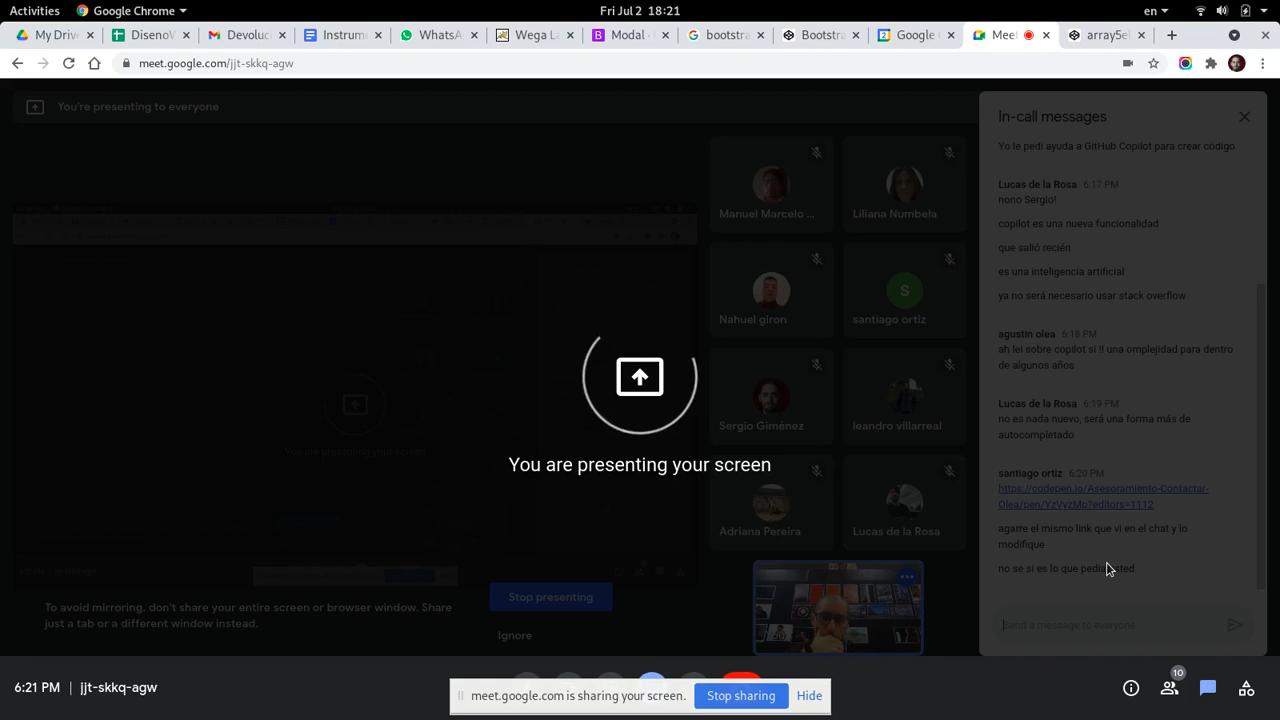 Activities
Google Chrome
Fri Jul 2 18:21
en
My Drive
DisenoW
Devoluci
Instrume
WhatsA
Wega La
Modal ·
bootstra
Bootstra
Google C
Meet
array5e
meet.google.com/jjt-skkq-agw
You're presenting to everyone
Manuel Marcelo ...
Liliana Numbela
Nahuel giron
S
santiago ortiz
Sergio Giménez
leandro villarreal
Adriana Pereira
Lucas de la Rosa
You are presenting your screen
Stop presenting
Ignore
To avoid mirroring, don't share your entire screen or browser window. Share
just a tab or a different window instead.
In-call messages
Yo le pedi ayuda a GitHub Copilot para crear código
Lucas de la Rosa 6:17 PM
nono Sergio!
copilot es una nueva funcionalidad
que salió recién
es una inteligencia artificial
ya no será necesario usar stack overflow
agustin olea 6:18 PM
ah lei sobre copilot si !! una omplejidad para dentro
de algunos años
Lucas de la Rosa 6:19 PM
no es nada nuevo, será una forma más de
autocompletado
santiago ortiz 6:20 PM
https://codepen.io/Asesoramiento-Contactar-
Olea/pen/YzVyzMp?editors=1112
agarre el mismo link que vi en el chat y lo
modifique
no se si es lo que pedia usted
Send a message to everyone
6:21 PM | jjt-skkq-agw
10
meet.google.com is sharing your screen.
Stop sharing
Hide